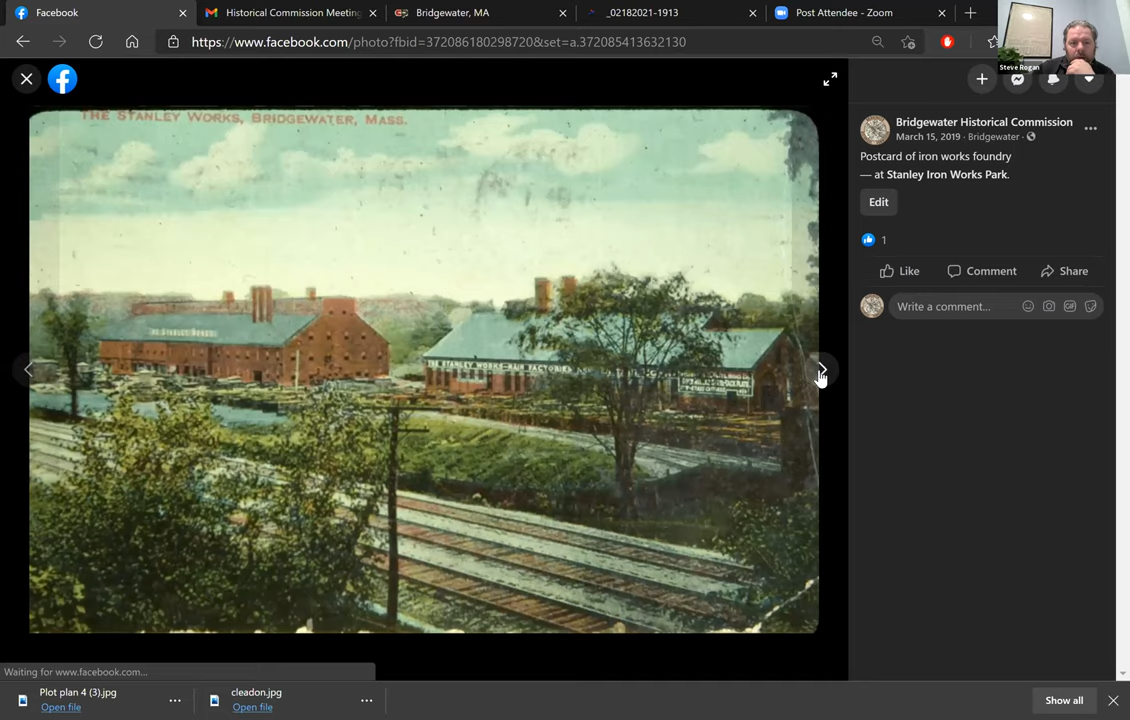 Facebook
Historical Commission Meeting
Bridgewater, MA
_02182021-1913
Post Attendee - Zoom
https://www.facebook.com/photo?fbid=372086180298720&set=a.372085413632130
Steve Rogan
THE STANLEY WORKS, BRIDGEWATER, MASS.
THE STANLEY WORKS
Bridgewater Historical Commission
March 15, 2019 · Bridgewater ·
Postcard of iron works foundry
— at Stanley Iron Works Park.
Edit
1
Like
Comment
Share
Write a comment...
GIF
Waiting for www.facebook.com...
Plot plan 4 (3).jpg
Open file
cleadon.jpg
Open file
Show all